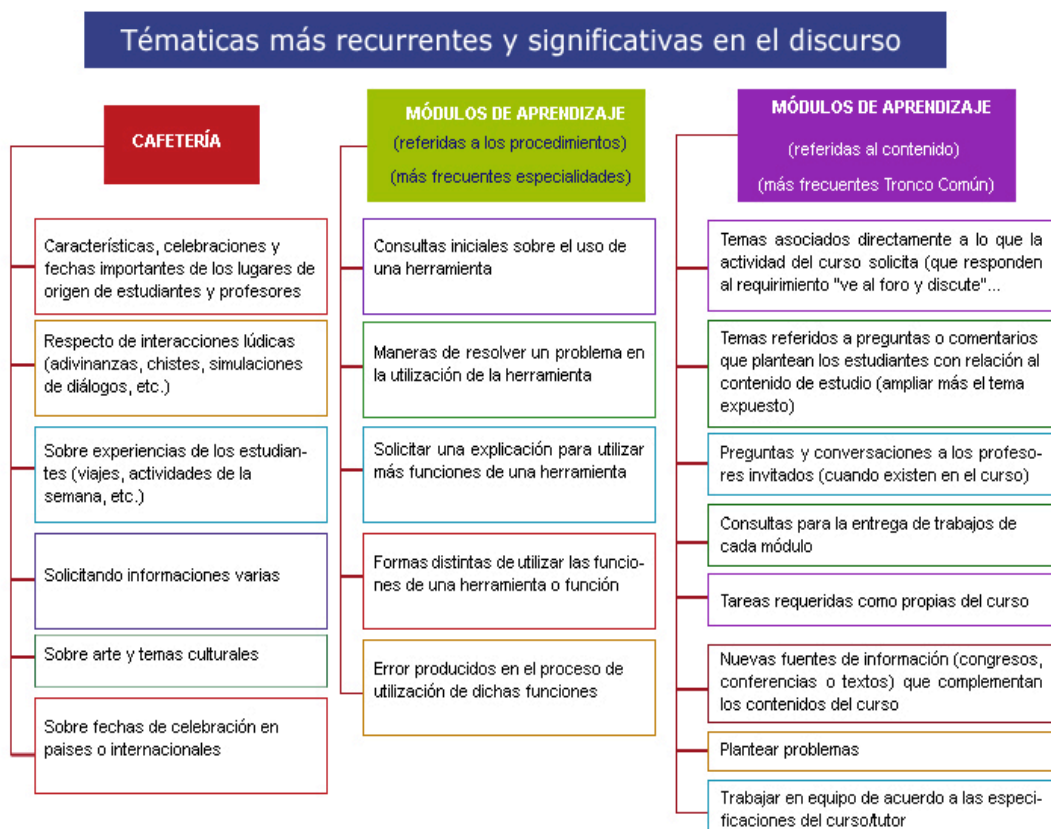 Tématicas más recurrentes y significativas en el discurso
CAFETERÍA
Características, celebraciones y
fechas importantes de los lugares de
origen de estudiantes y profesores
Respecto de interacciones lúdicas
(adivinanzas, chistes, simulaciones
de diálogos, etc.)
Sobre experiencias de los estudian-
tes (viajes, actividades de la
semana, etc.)
Solicitando informaciones varias
Sobre arte y temas culturales
Sobre fechas de celebración en
paises o internacionales
MÓDULOS DE APRENDIZAJE
(referidas a los procedimientos)
(más frecuentes especialidades)
Consultas iniciales sobre el uso de
una herramienta
Maneras de resolver un problema en
la utilización de la herramienta
Solicitar una explicación para utilizar
más funciones de una herramienta
Formas distintas de utilizar las funcio-
nes de una herramienta o función
Error producidos en el proceso de
utilización de dichas funciones
MÓDULOS DE APRENDIZAJE
(referidas al contenido)
(más frecuentes Tronco Común)
Temas asociados directamente a lo que la
actividad del curso solicita (que responden
al requirimiento "ve al foro y discute"...
Temas referidos a preguntas o comentarios
que plantean los estudiantes con relación al
contenido de estudio (ampliar más el tema
expuesto)
Preguntas y conversaciones a los profeso-
res invitados (cuando existen en el curso)
Consultas para la entrega de trabajos de
cada módulo
Tareas requeridas como propias del curso
Nuevas fuentes de información (congresos,
conferencias o textos) que complementan
los contenidos del curso
Plantear problemas
Trabajar en equipo de acuerdo a las especi-
ficaciones del curso/tutor